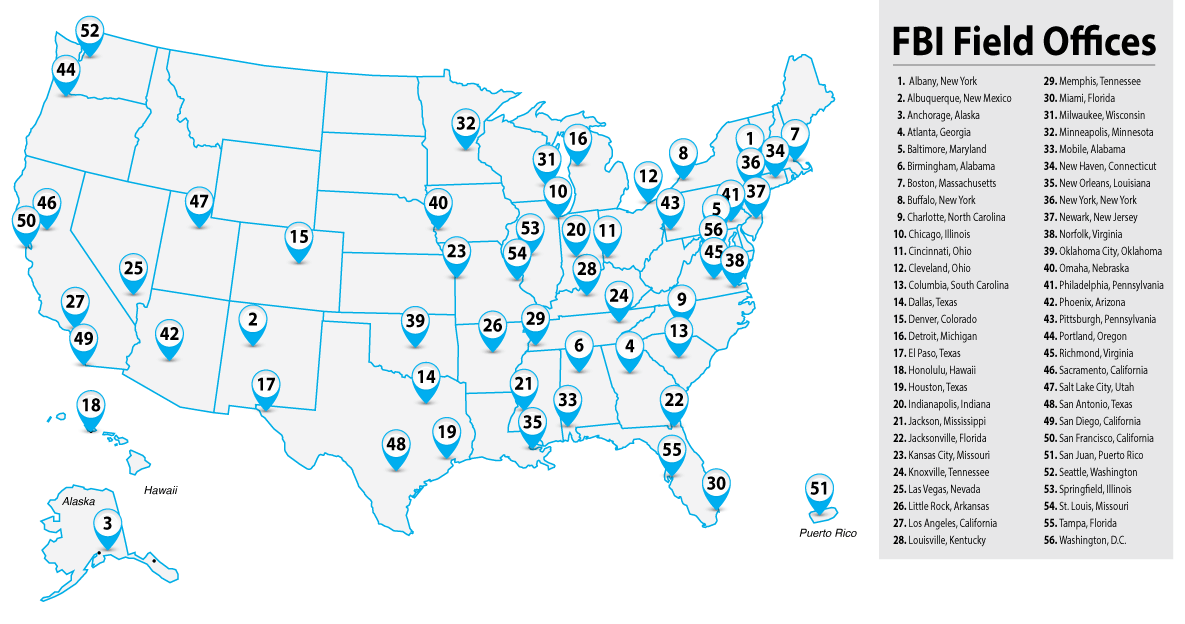 FBI Field Offices
1. Albany, New York
2. Albuquerque, New Mexico
3. Anchorage, Alaska
4. Atlanta, Georgia
5. Baltimore, Maryland
6. Birmingham, Alabama
7. Boston, Massachusetts
8. Buffalo, New York
9. Charlotte, North Carolina
10. Chicago, Illinois
11. Cincinnati, Ohio
12. Cleveland, Ohio
13. Columbia, South Carolina
14. Dallas, Texas
15. Denver, Colorado
16. Detroit, Michigan
17. El Paso, Texas
18. Honolulu, Hawaii
19. Houston, Texas
20. Indianapolis, Indiana
21. Jackson, Mississippi
22. Jacksonville, Florida
23. Kansas City, Missouri
24. Knoxville, Tennessee
25. Las Vegas, Nevada
26. Little Rock, Arkansas
27. Los Angeles, California
28. Louisville, Kentucky
29. Memphis, Tennessee
30. Miami, Florida
31. Milwaukee, Wisconsin
32. Minneapolis, Minnesota
33. Mobile, Alabama
34. New Haven, Connecticut
35. New Orleans, Louisiana
36. New York, New York
37. Newark, New Jersey
38. Norfolk, Virginia
39. Oklahoma City, Oklahoma
40. Omaha, Nebraska
41. Philadelphia, Pennsylvania
42. Phoenix, Arizona
43. Pittsburgh, Pennsylvania
44. Portland, Oregon
45. Richmond, Virginia
46. Sacramento, California
47. Salt Lake City, Utah
48. San Antonio, Texas
49. San Diego, California
50. San Francisco, California
51. San Juan, Puerto Rico
52. Seattle, Washington
53. Springfield, Illinois
54. St. Louis, Missouri
55. Tampa, Florida
56. Washington, D.C.
52
44
32
16
1
7
34
31
36
8
12
10
41
37
46
47
40
43
5
50
53
20
11
56
15
23
54
45
38
25
28
27
24
9
2
39
26
29
13
49
42
6
4
14
17
21
33
22
18
35
19
48
55
30
51
3
Hawaii
Alaska
Puerto Rico